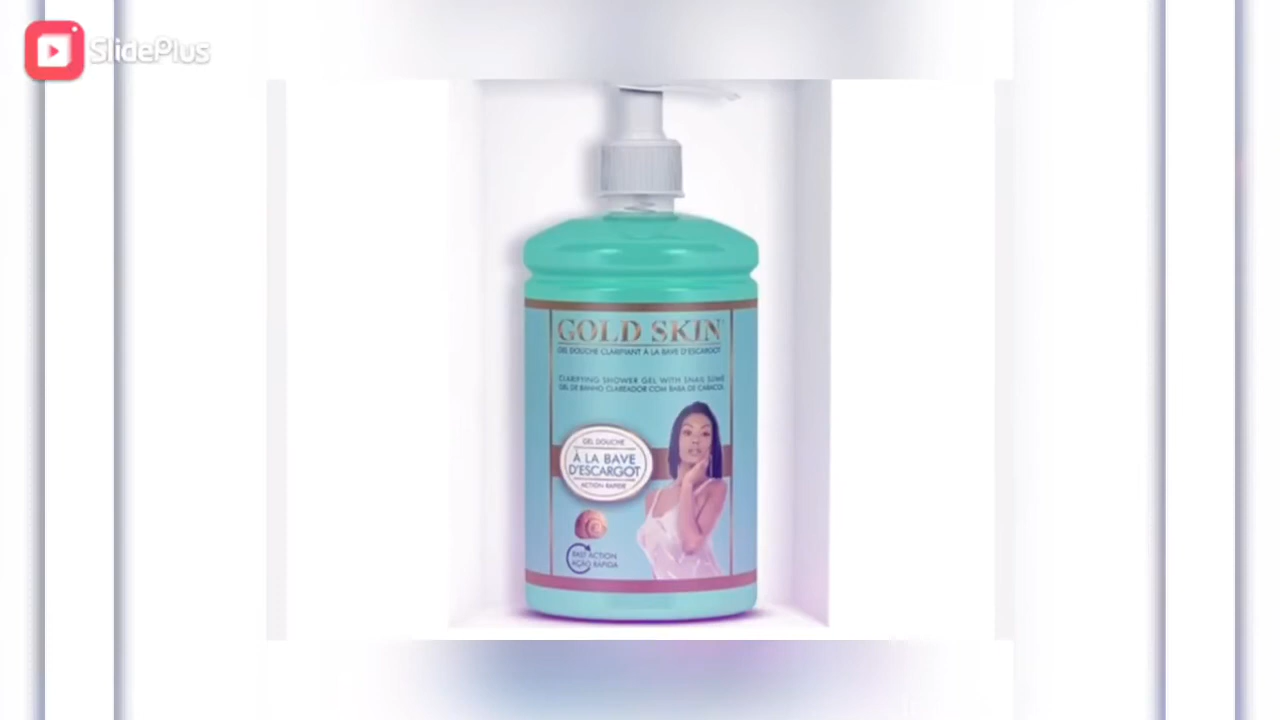 SlidePlus
GOLD SKIN
GEL DOUCHE CLARIFIANT À LA BAVE D'ESCARGOT
CLARIFYING SHOWER GEL WITH SNAIL SLIME
GEL DE BANHO CLAREADOR COM BABA DE CARACOL
GEL DOUCHE
À LA BAVE
D'ESCARGOT
ACTION RAPIDE
FAST ACTION
AÇÃO RÁPIDA